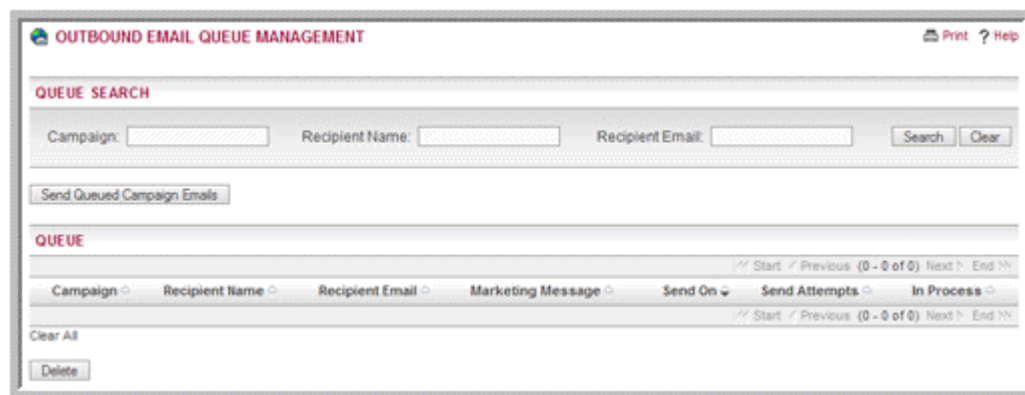 OUTBOUND EMAIL QUEUE MANAGEMENT Print ? Help
QUEUE SEARCH
Campaign: Recipient Name: Recipient Email: Search Clear
Send Queued Campaign Emails
QUEUE
Start Previous (0 - 0 of 0) Next End
Campaign Recipient Name Recipient Email Marketing Message Send On Send Attempts In Process
Start Previous (0 - 0 of 0) Next End
Clear All
Delete